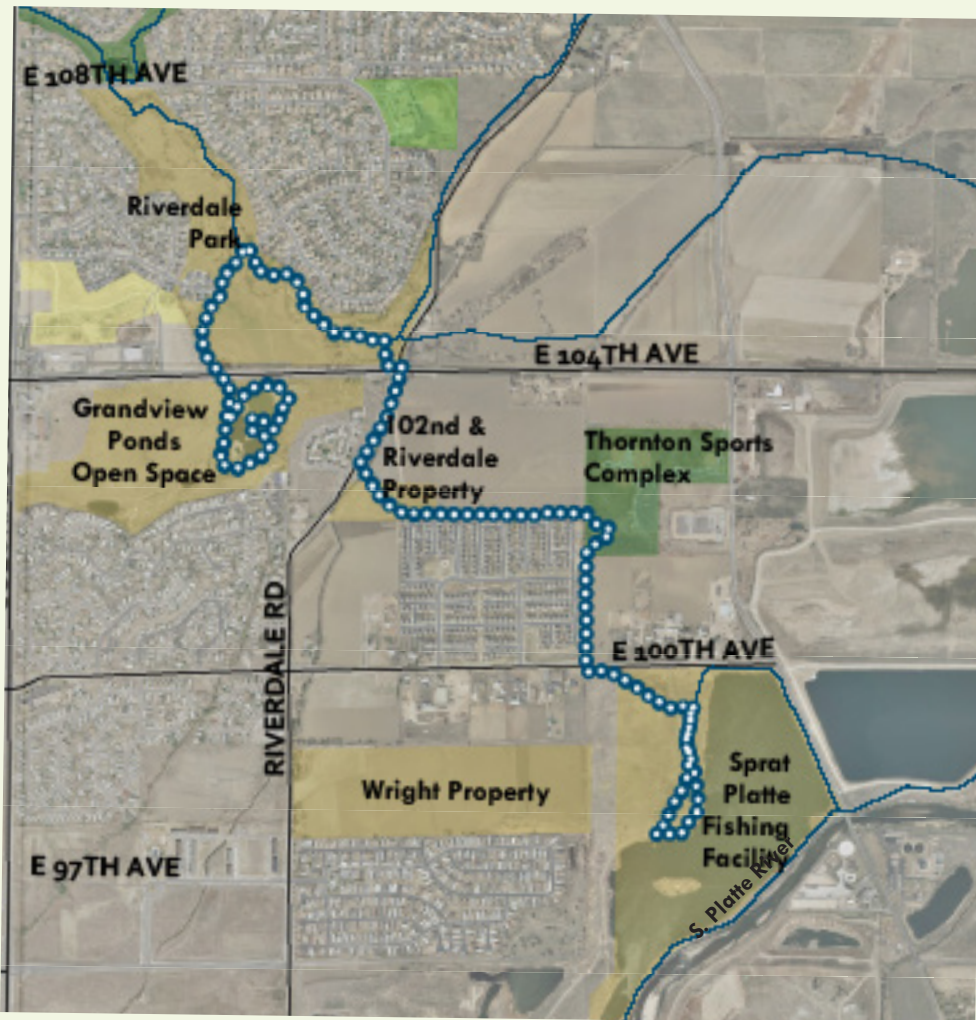 E 108TH AVE
Riverdale
Park
E 104TH AVE
Grandview
Ponds
Open Space
102nd &
Riverdale
Property
Thornton Sports
Complex
RIVERDALE RD
E 100TH AVE
Wright Property
Sprat
Platte
Fishing
Facility
E 97TH AVE
S. Platte River